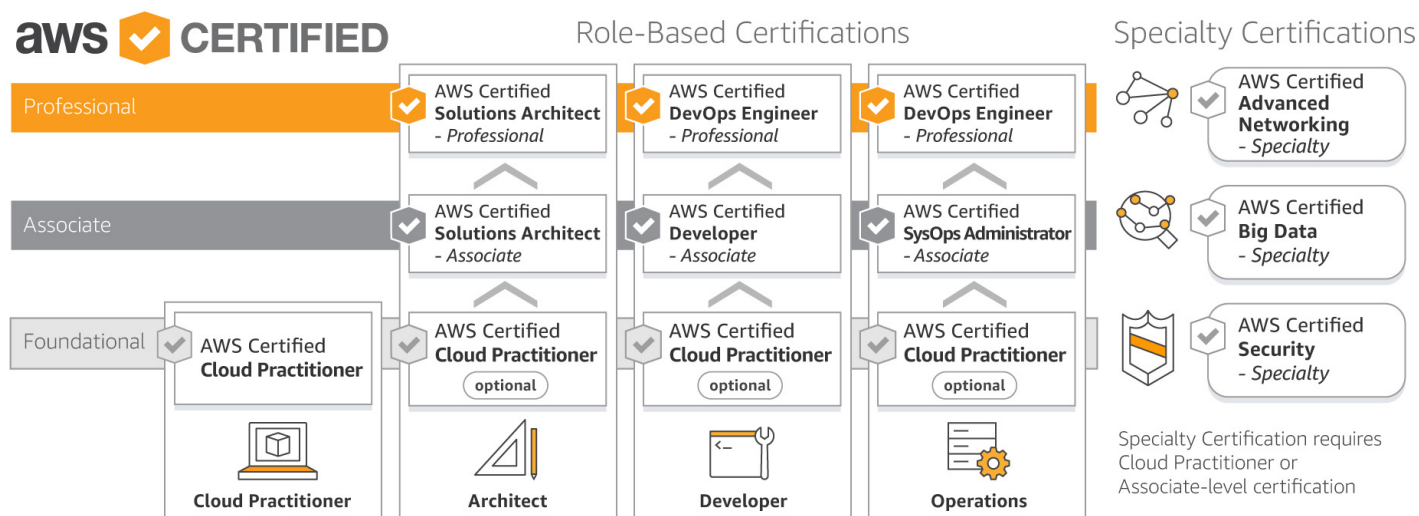 aws CERTIFIED
Role-Based Certifications
Specialty Certifications
Professional
AWS Certified
Solutions Architect
- Professional
AWS Certified
DevOps Engineer
- Professional
AWS Certified
DevOps Engineer
- Professional
AWS Certified
Advanced
Networking
- Specialty
Associate
AWS Certified
Solutions Architect
- Associate
AWS Certified
Developer
- Associate
AWS Certified
SysOps Administrator
- Associate
AWS Certified
Big Data
- Specialty
Foundational
AWS Certified
Cloud Practitioner
AWS Certified
Cloud Practitioner
optional
AWS Certified
Cloud Practitioner
optional
AWS Certified
Cloud Practitioner
optional
AWS Certified
Security
- Specialty
Cloud Practitioner
Architect
Developer
Operations
Specialty Certification requires
Cloud Practitioner or
Associate-level certification